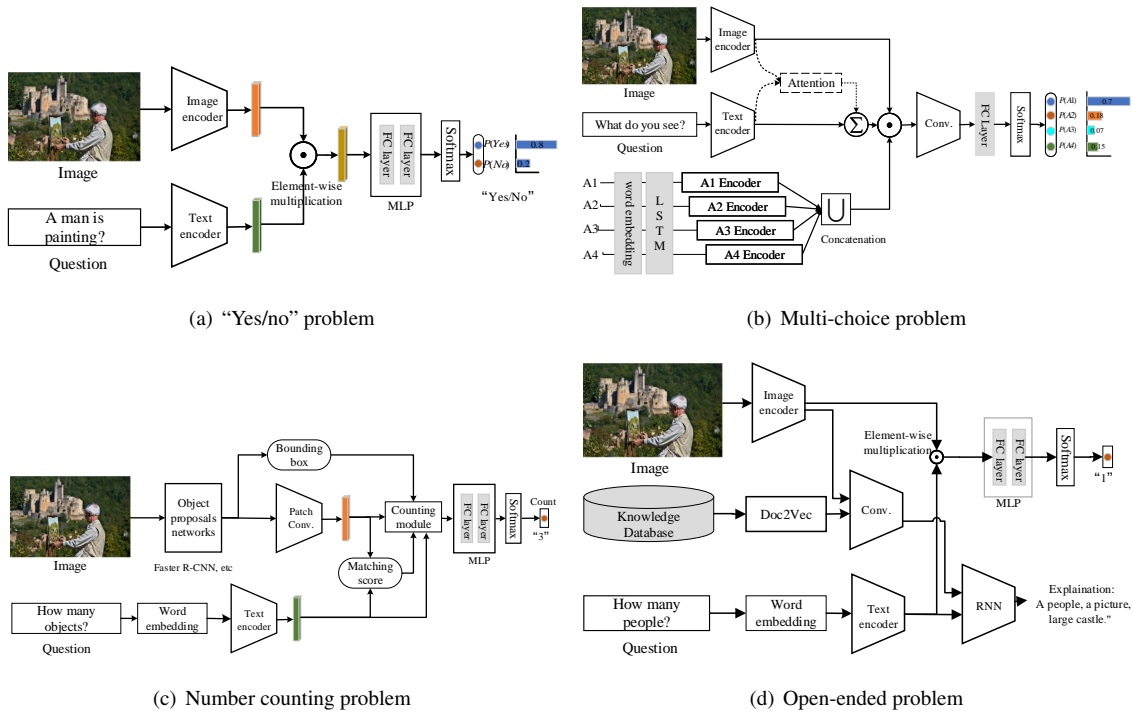 Image
encoder
Image
A man is
painting?
Question
Text
encoder
Element-wise
multiplication
FC layer
FC layer
MLP
Softmax
P(Yes)
0.8
P(No)
0.2
“Yes/No”
(a) “Yes/no” problem
Image
encoder
Image
Attention
What do you see?
Question
Text
encoder
Σ
Conv.
FC Layer
Softmax
P(A1)
0.7
P(A2)
0.18
P(A3)
0.07
P(A4)
0.15
A1
A2
A3
A4
word embedding
LSTM
A1 Encoder
A2 Encoder
A3 Encoder
A4 Encoder
U
Concatenation
(b) Multi-choice problem
Image
Object
proposals
networks
Faster R-CNN, etc
Bounding
box
Patch
Conv.
Counting
module
Matching
score
FC layer
FC layer
MLP
Softmax
Count
“3”
How many
objects?
Question
Word
embedding
Text
encoder
(c) Number counting problem
Image
Image
encoder
Element-wise
multiplication
FC layer
FC layer
MLP
Softmax
“1”
Knowledge
Database
Doc2Vec
Conv.
How many
people?
Question
Word
embedding
Text
encoder
RNN
Explaination:
A people, a picture,
large castle.”
(d) Open-ended problem